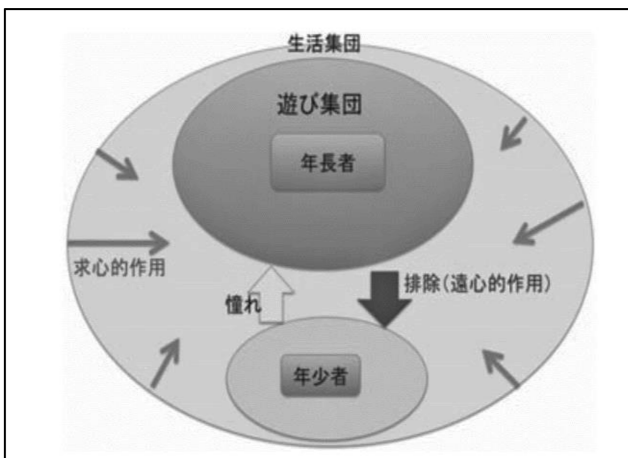 生活集団
遊び集団
年長者
求心的作用
排除(遠心的作用)
憧れ
年少者